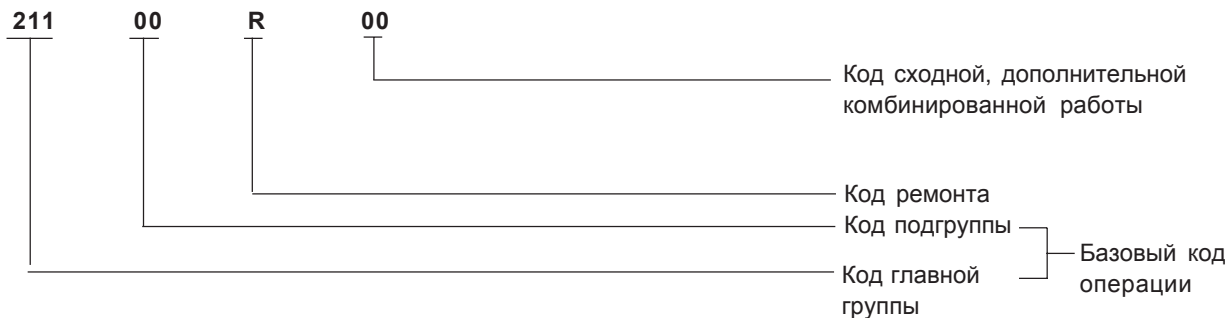 211 00 R 00
Код сходной, дополнительной
комбинированной работы
Код ремонта
Код подгруппы
Базовый код
операции
Код главной
группы